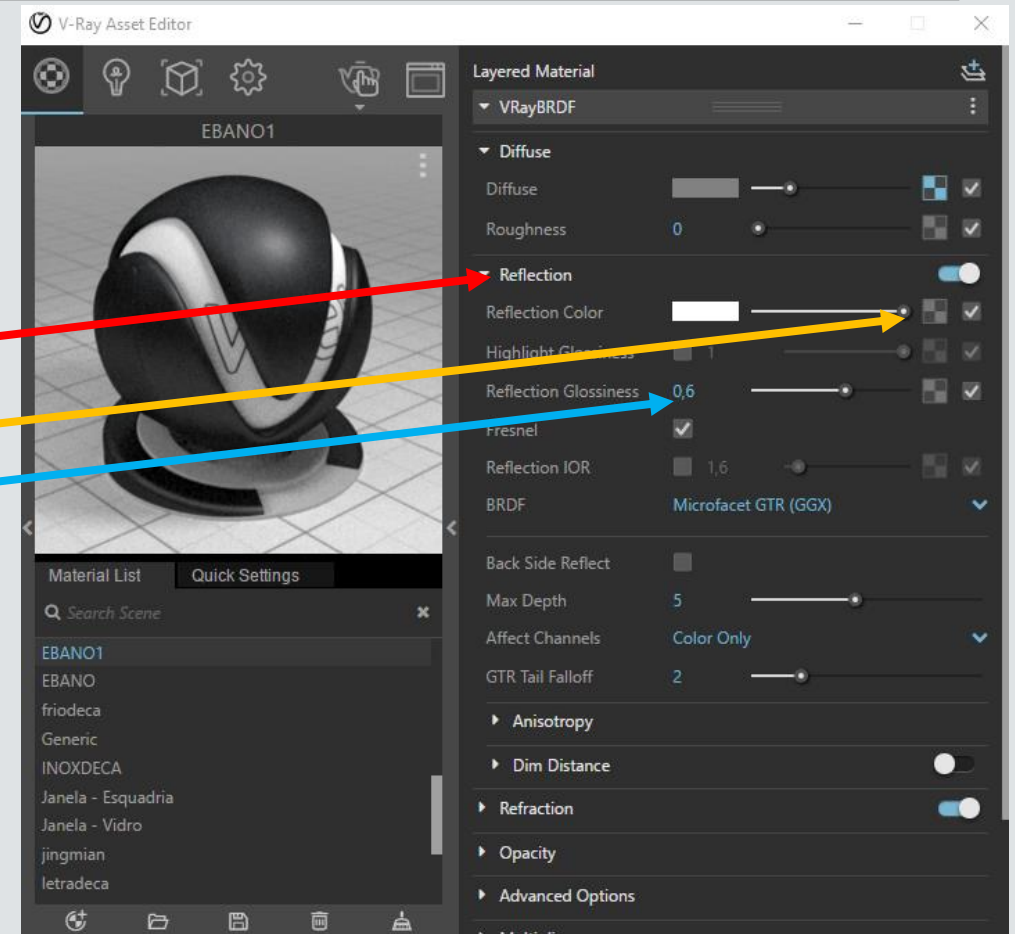 V-Ray Asset Editor
EBANO1
Material List Quick Settings
Search Scene
EBANO1
EBANO
friodeca
Generic
INOXDECA
Janela - Esquadria
Janela - Vidro
jingmian
letradeca
Layered Material
VRayBRDF
Diffuse
Diffuse
Roughness 0
Reflection
Reflection Color
Highlight Glossiness 1
Reflection Glossiness 0,6
Fresnel
Reflection IOR 1,6
BRDF Microfacet GTR (GGX)
Back Side Reflect
Max Depth 5
Affect Channels Color Only
GTR Tail Falloff 2
Anisotropy
Dim Distance
Refraction
Opacity
Advanced Options